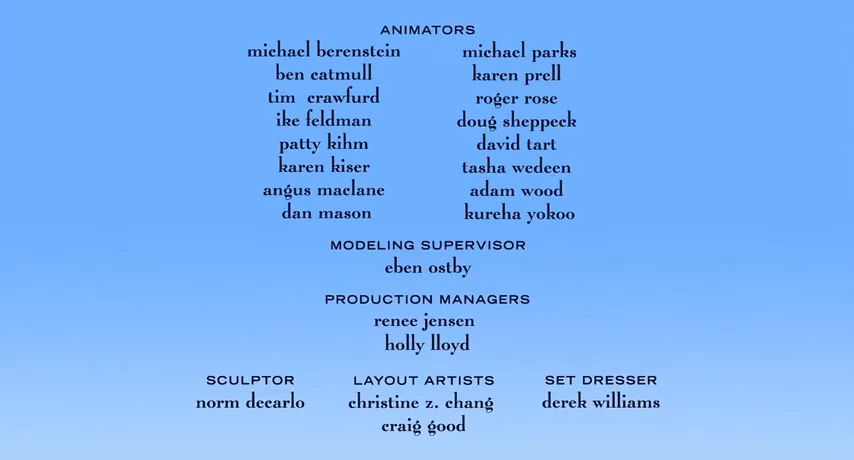 ANIMATORS
michael berenstein michael parks
ben catmull karen prell
tim crawfurd roger rose
ike feldman doug sheppeck
patty kihm david tart
karen kiser tasha wedeen
angus maclane adam wood
dan mason kureha yokoo
MODELING SUPERVISOR
eben ostby
PRODUCTION MANAGERS
renee jensen
holly lloyd
SCULPTOR LAYOUT ARTISTS SET DRESSER
norm decarlo christine z. chang derek williams
craig good